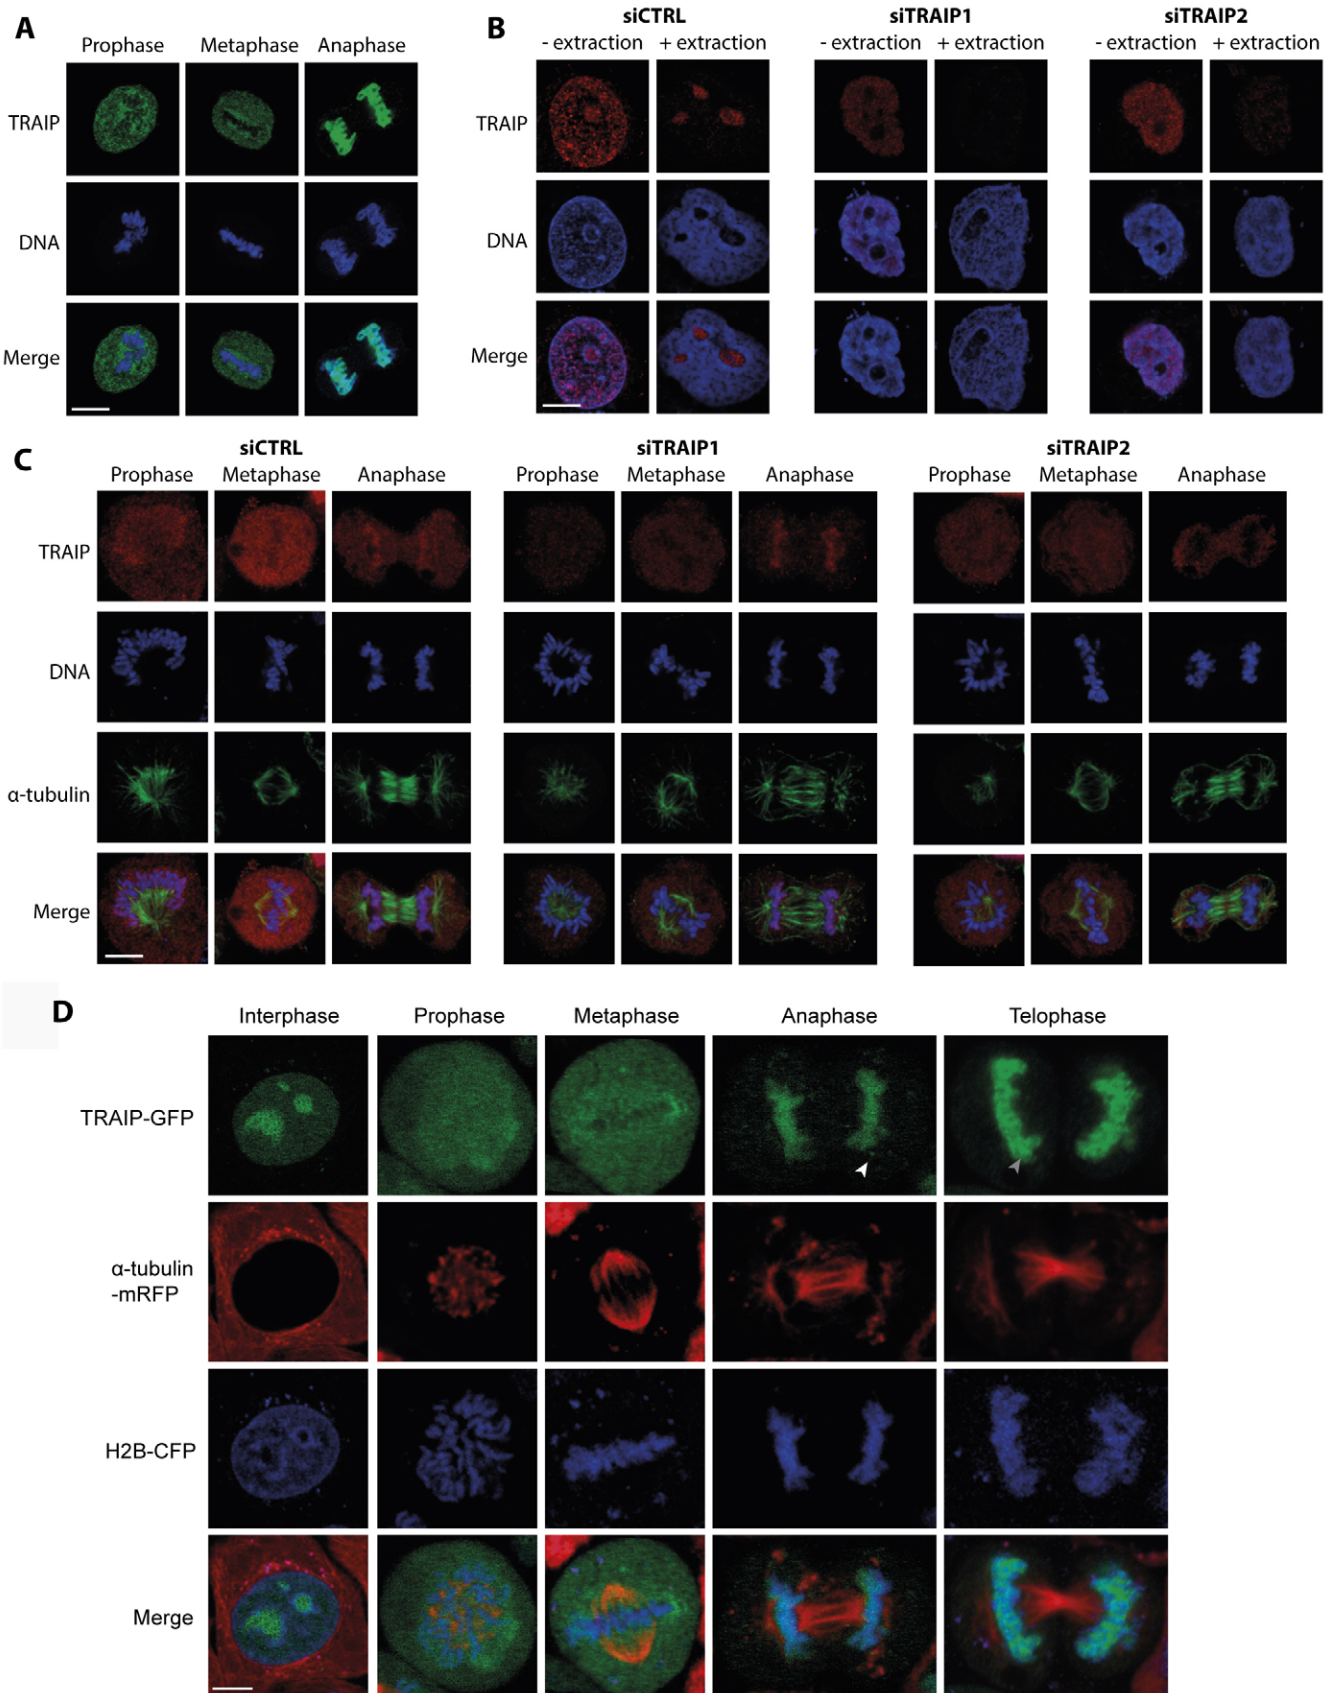 A
Prophase Metaphase Anaphase
TRAIP
DNA
Merge
B
siCTRL siTRAIP1 siTRAIP2
- extraction + extraction - extraction + extraction - extraction + extraction
TRAIP
DNA
Merge
C
siCTRL siTRAIP1 siTRAIP2
Prophase Metaphase Anaphase Prophase Metaphase Anaphase Prophase Metaphase Anaphase
TRAIP
DNA
α-tubulin
Merge
D
Interphase Prophase Metaphase Anaphase Telophase
TRAIP-GFP
α-tubulin
-mRFP
H2B-CFP
Merge